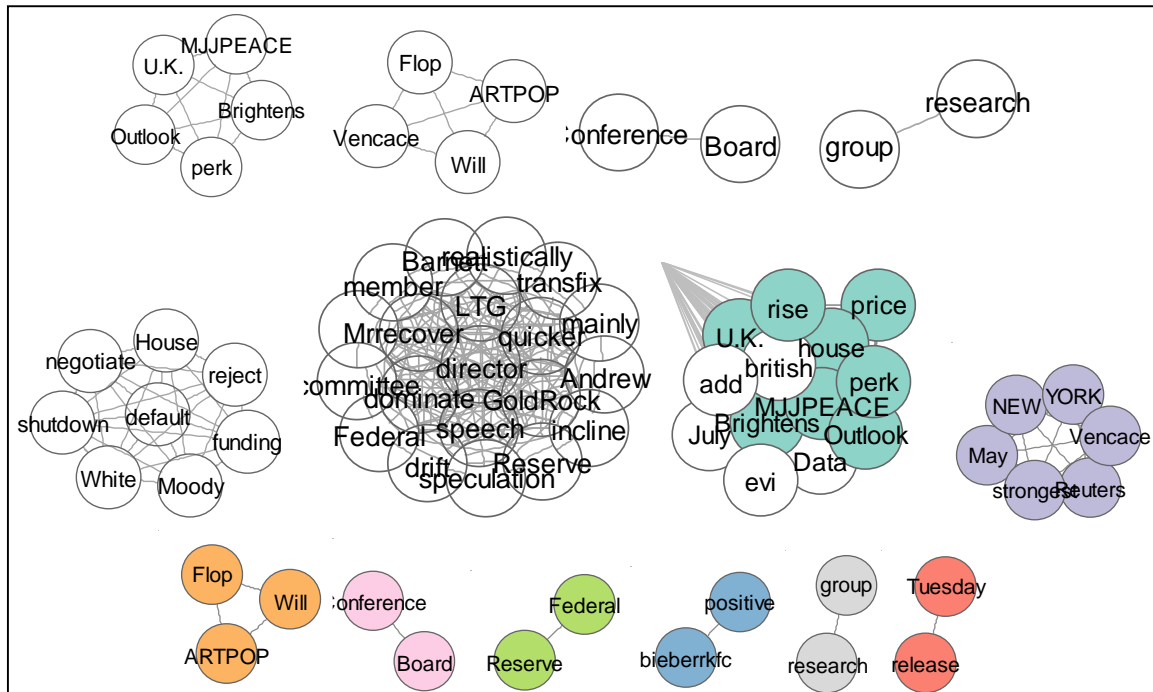 MJJPEACE
U.K.
Brightens
Outlook
perk
Flop
ARTPOP
Vencace
Will
Conference
Board
group
research
House
negotiate
reject
shutdown
default
funding
White
Moody
realistically
Barnett
transfix
member
LTG
mainly
Mrrecover
quicker
director
committee
Andrew
dominate
GoldRock
Federal
speech
incline
drift
Reserve
speculation
rise
price
U.K.
house
british
add
perk
MJJPEACE
Brightens
July
Outlook
Data
evi
NEW
YORK
Vencace
May
strongest
Reuters
Flop
Will
ARTPOP
Conference
Board
Federal
Reserve
positive
bieberrkfc
group
research
Tuesday
release